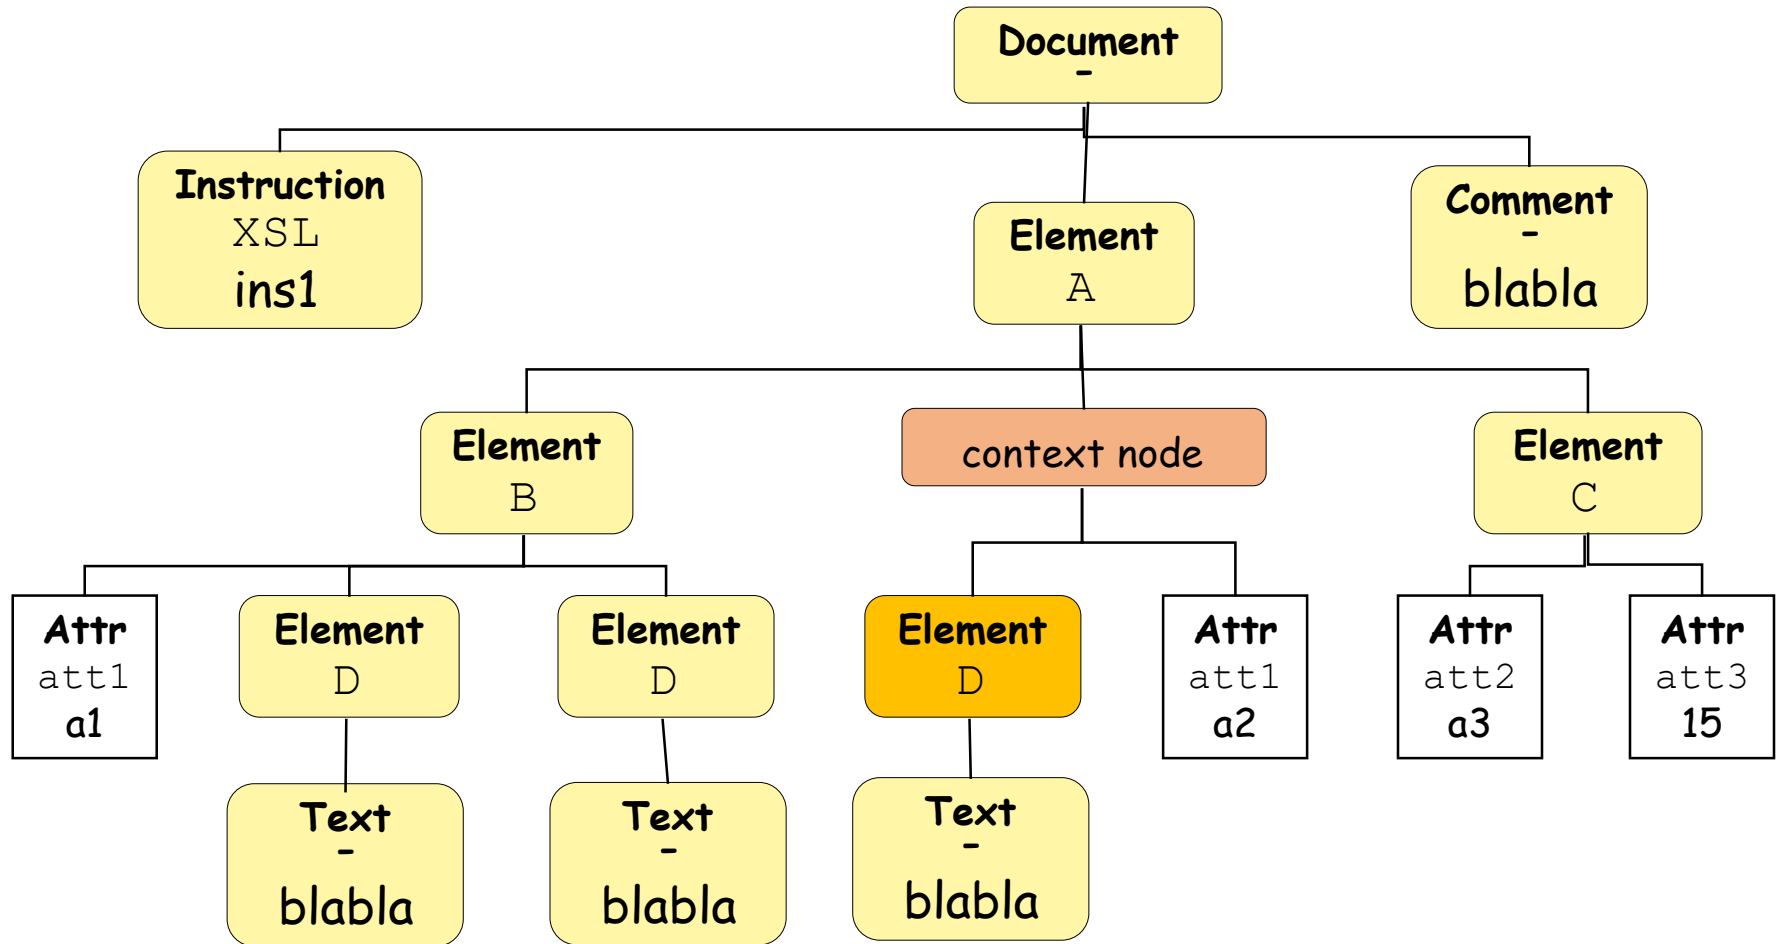 Document
-
Instruction
XSL
ins1
Element
A
Comment
-
blabla
Element
B
context node
Element
C
Attr
att1
a1
Element
D
Element
D
Element
D
Attr
att1
a2
Attr
att2
a3
Attr
att3
15
Text
-
blabla
Text
-
blabla
Text
-
blabla